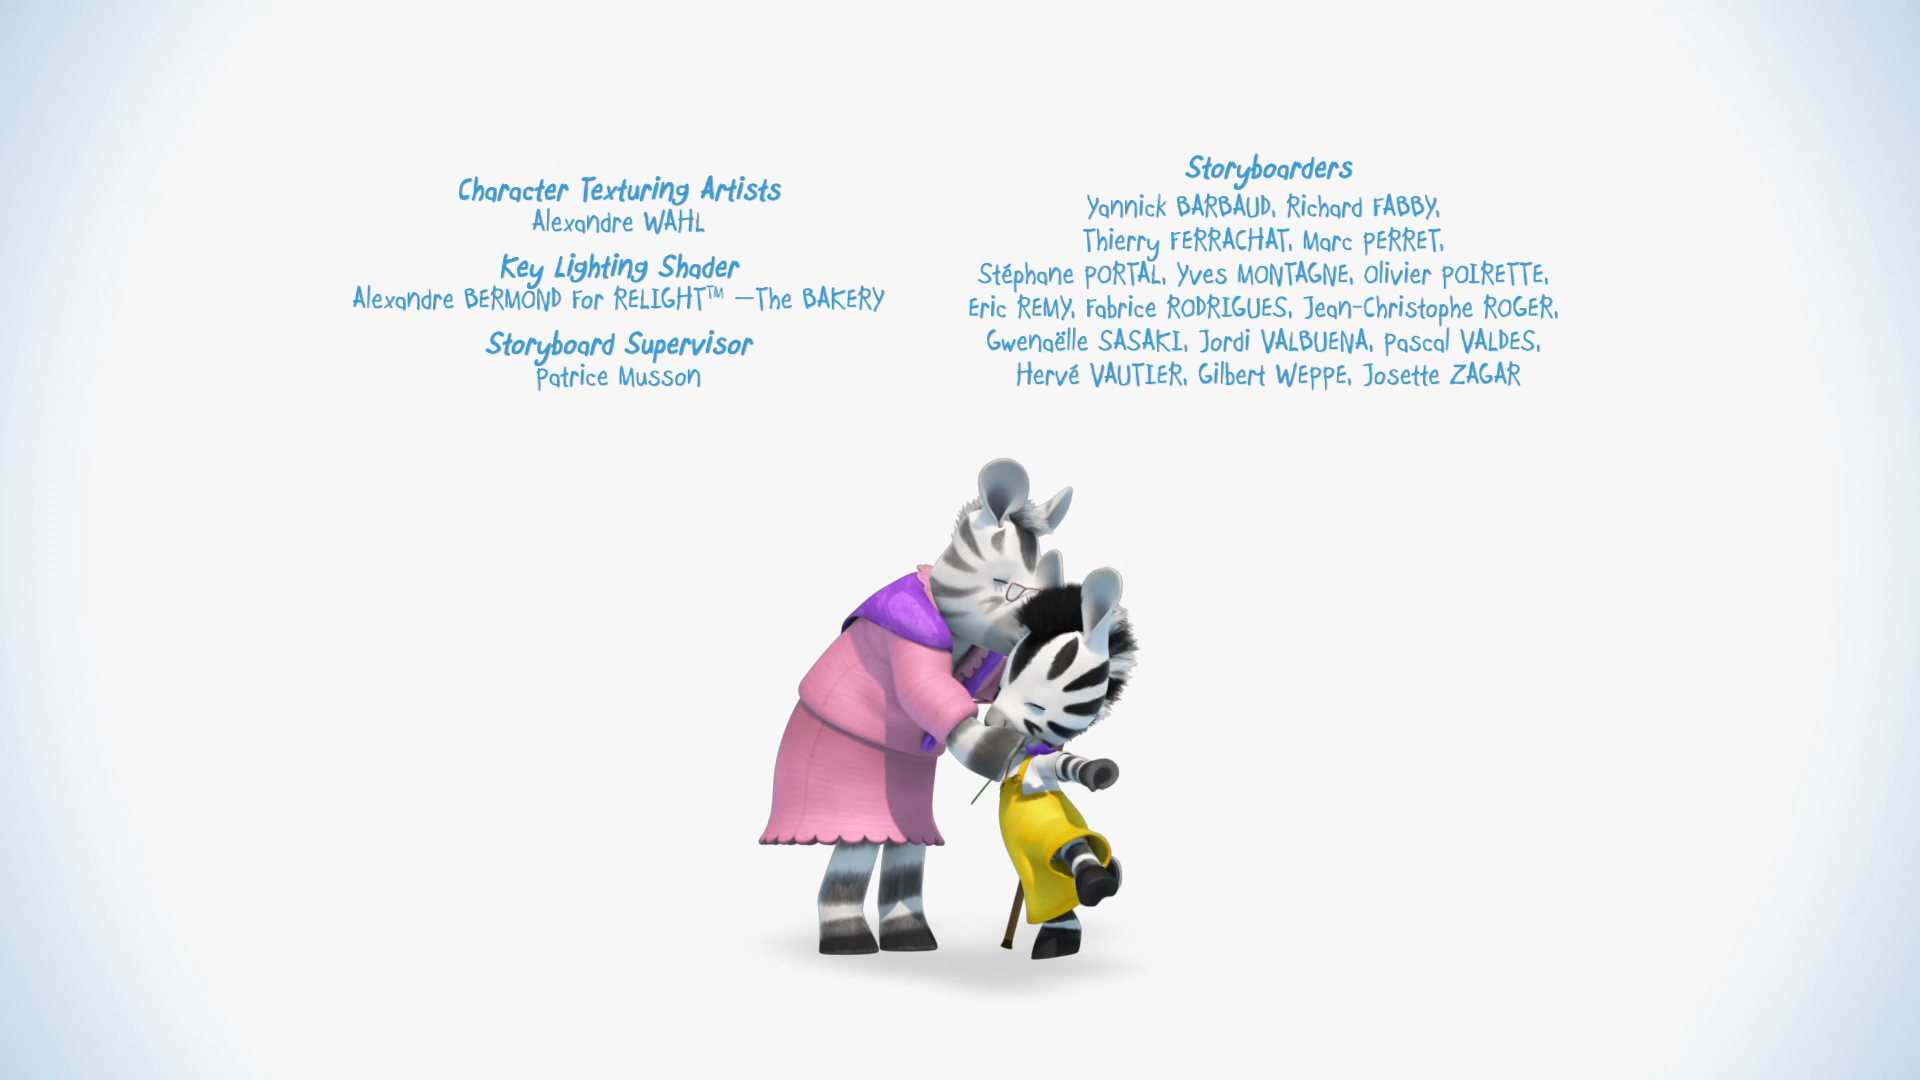 Character Texturing Artists
Alexandre WAHL
Key Lighting Shader
Alexandre BERMOND For RELIGHT™ –The BAKERY
Storyboard Supervisor
Patrice Musson
Storyboarders
Yannick BARBAUD, Richard FABBY,
Thierry FERRACHAT, Marc PERRET,
Stéphane PORTAL, Yves MONTAGNE, Olivier POIRETTE,
Eric REMY, Fabrice RODRIGUES, Jean-Christophe ROGER,
Gwenaëlle SASAKI, Jordi VALBUENA, Pascal VALDES,
Hervé VAUTIER, Gilbert WEPPE, Josette ZAGAR